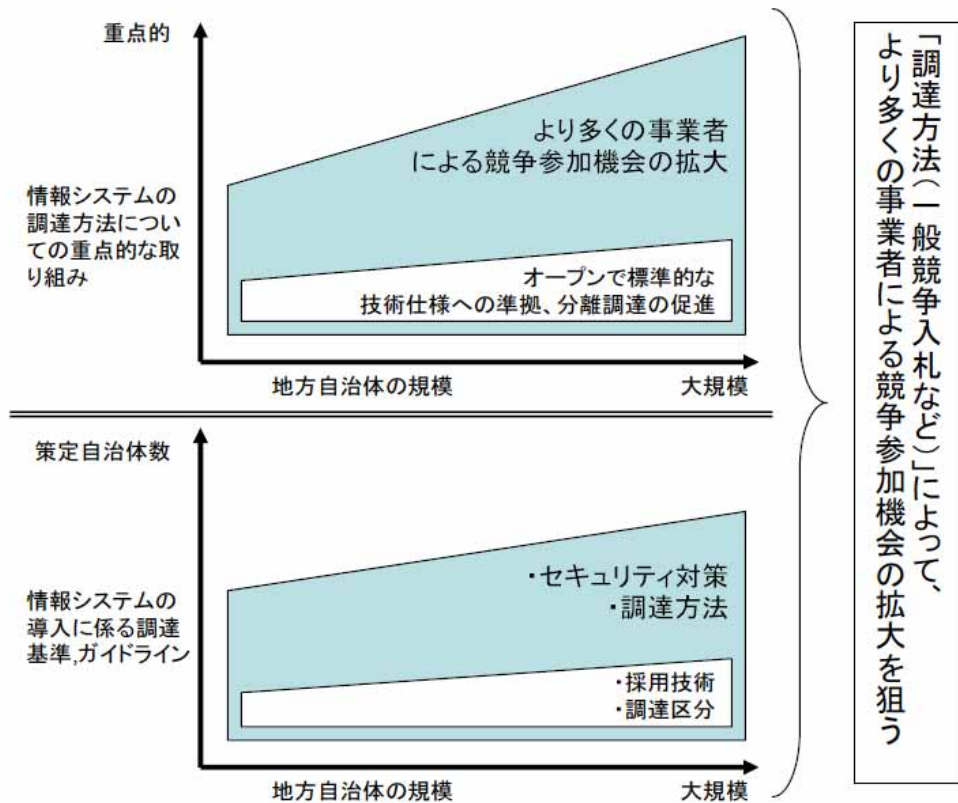 重点的
より多くの事業者
による競争参加機会の拡大
情報システムの
調達方法につい
ての重点的な取
り組み
オープンで標準的な
技術仕様への準拠、分離調達の促進
地方自治体の規模
大規模
策定自治体数
・セキュリティ対策
・調達方法
情報システムの
導入に係る調達
基準,ガイドライン
・採用技術
・調達区分
地方自治体の規模
大規模
「調達方法(一般競争入札など)」によって、
より多くの事業者による競争参加機会の拡大を狙う